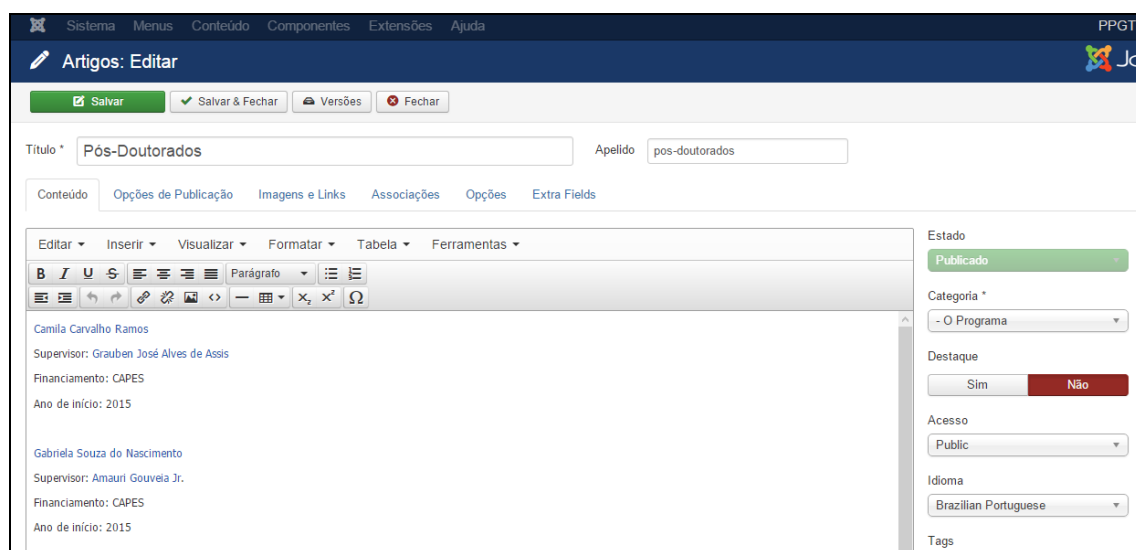 Sistema Menus Conteúdo Componentes Extensões Ajuda PPGT
Artigos: Editar Jo
Salvar Salvar & Fechar Versões Fechar
Título * Pós-Doutorados Apelido pos-doutorados
Conteúdo Opções de Publicação Imagens e Links Associações Opções Extra Fields
Editar Inserir Visualizar Formatar Tabela Ferramentas
B I U S Parágrafo
x₂ x² Ω
Camila Carvalho Ramos
Supervisor: Grauben José Alves de Assis
Financiamento: CAPES
Ano de início: 2015
Gabriela Souza do Nascimento
Supervisor: Amauri Gouveia Jr.
Financiamento: CAPES
Ano de início: 2015
Estado
Publicado
Categoria *
- O Programa
Destaque
Sim Não
Acesso
Public
Idioma
Brazilian Portuguese
Tags